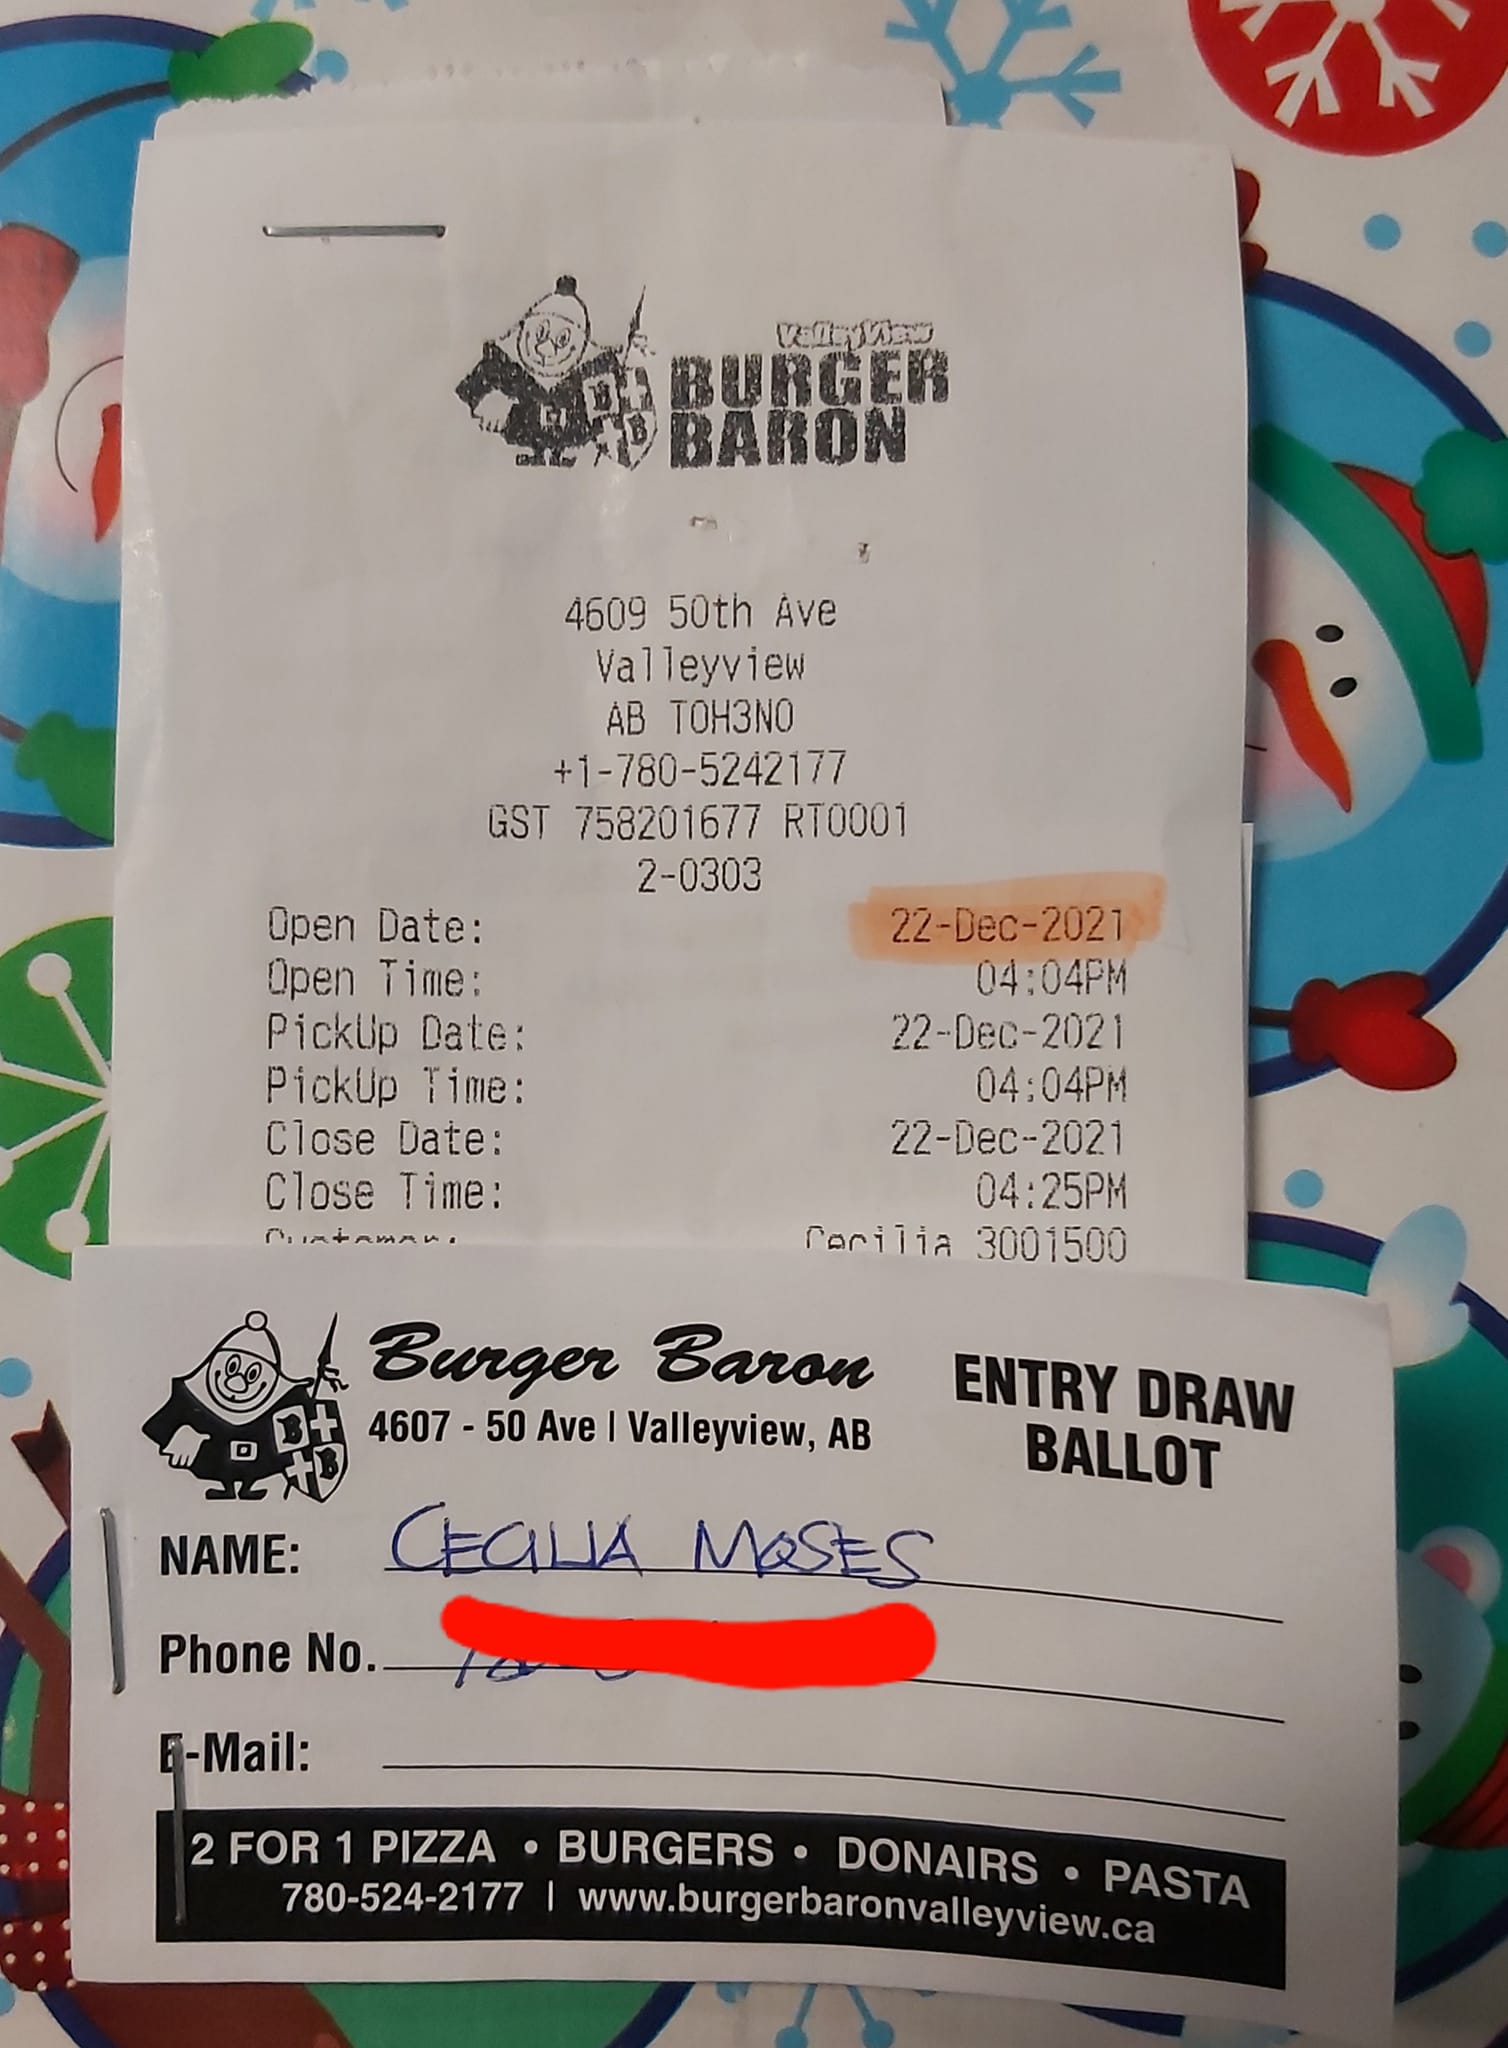 ValleyView
BURGER
BARON
4609 50th Ave
Valleyview
AB T0H3N0
+1-780-5242177
GST 758201677 RT0001
2-0303
Open Date: 22-Dec-2021
Open Time: 04:04PM
PickUp Date: 22-Dec-2021
PickUp Time: 04:04PM
Close Date: 22-Dec-2021
Close Time: 04:25PM
Customer: Cecilia 3001500
Burger Baron
4607 - 50 Ave | Valleyview, AB
ENTRY DRAW
BALLOT
B
B
NAME: CECILIA MOSES
Phone No.
E-Mail:
2 FOR 1 PIZZA • BURGERS • DONAIRS • PASTA
780-524-2177 | www.burgerbaronvalleyview.ca